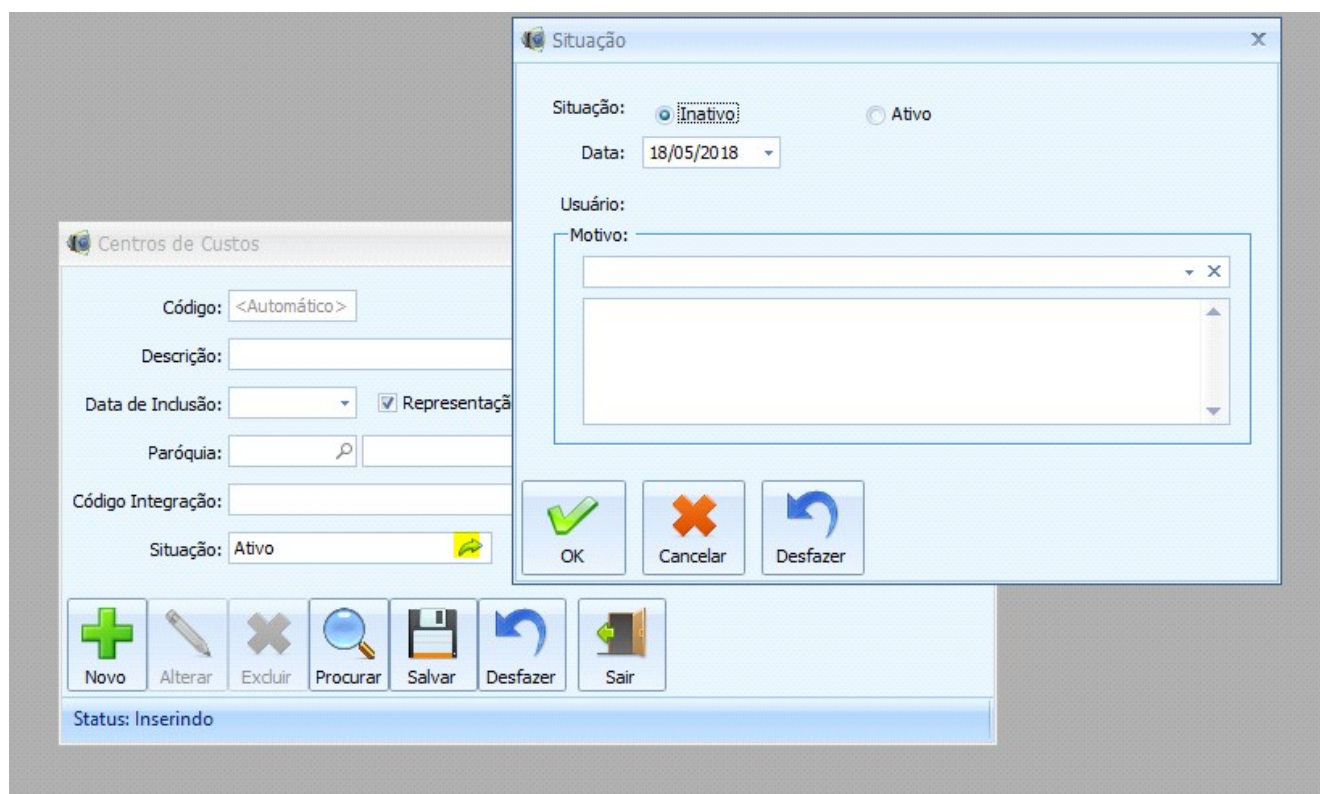 Situação
Situação: Inativo Ativo
Data: 18/05/2018
Usuário:
Motivo:
Centros de Custos
Código: <Automático>
Descrição:
Data de Inclusão: Representaçã
Paróquia:
Código Integração:
Situação: Ativo
OK Cancelar Desfazer
Novo Alterar Excluir Procurar Salvar Desfazer Sair
Status: Inserindo